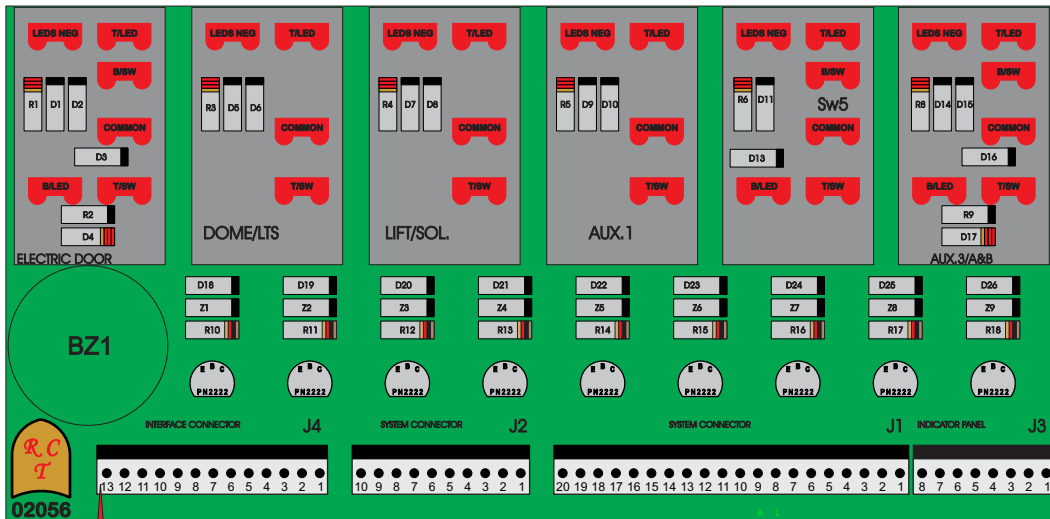 LEDS NEG T/LED LEDS NEG T/LED LEDS NEG T/LED LEDS NEG T/LED LEDS NEG T/LED LEDS NEG T/LED
B/SW B/SW B/SW
R1 D1 D2 R3 D5 D6 R4 D7 D8 R5 D9 D10 R6 D11 Sw5 R8 D14 D15
COMMON COMMON COMMON COMMON COMMON COMMON
D3 D13 D16
B/LED T/SW T/SW T/SW T/SW B/LED T/SW B/LED T/SW
R2 R9
D4 DOME/LTS LIFT/SOL. AUX.1 D17
ELECTRIC DOOR AUX.3/A&B
D18 D19 D20 D21 D22 D23 D24 D25 D26
Z1 Z2 Z3 Z4 Z5 Z6 Z7 Z8 Z9
R10 R11 R12 R13 R14 R15 R16 R17 R18
BZ1
E B C E B C E B C E B C E B C E B C E B C E B C E B C
PN2222 PN2222 PN2222 PN2222 PN2222 PN2222 PN2222 PN2222 PN2222
INTERFACE CONNECTOR J4 SYSTEM CONNECTOR J2 SYSTEM CONNECTOR J1 INDICATOR PANEL J3
R C
T
13 12 11 10 9 8 7 6 5 4 3 2 1 10 9 8 7 6 5 4 3 2 1 20 19 18 17 16 15 14 13 12 11 10 9 8 7 6 5 4 3 2 1 8 7 6 5 4 3 2 1
02056
A L